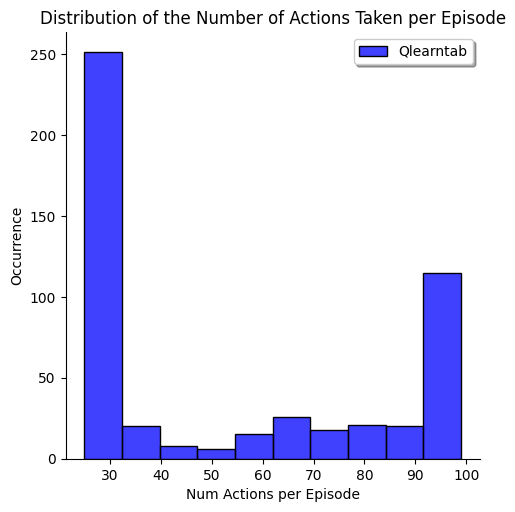 Distribution of the Number of Actions Taken per Episode
Qlearntab
Occurrence
250
200
150
100
50
0
30 40 50 60 70 80 90 100
Num Actions per Episode